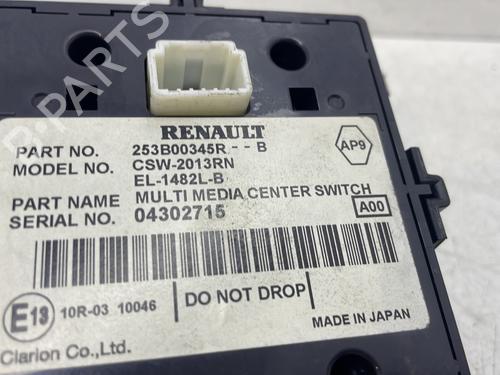 B-PARTS
RENAULT
PART NO. 253B00345R - - B
MODEL NO. CSW-2013RN
EL-1482L-B
PART NAME MULTI MEDIA CENTER SWITCH
SERIAL NO. 04302715
AP9
A00
E13
10R-03 10046
DO NOT DROP
MADE IN JAPAN
Clarion Co.,Ltd.